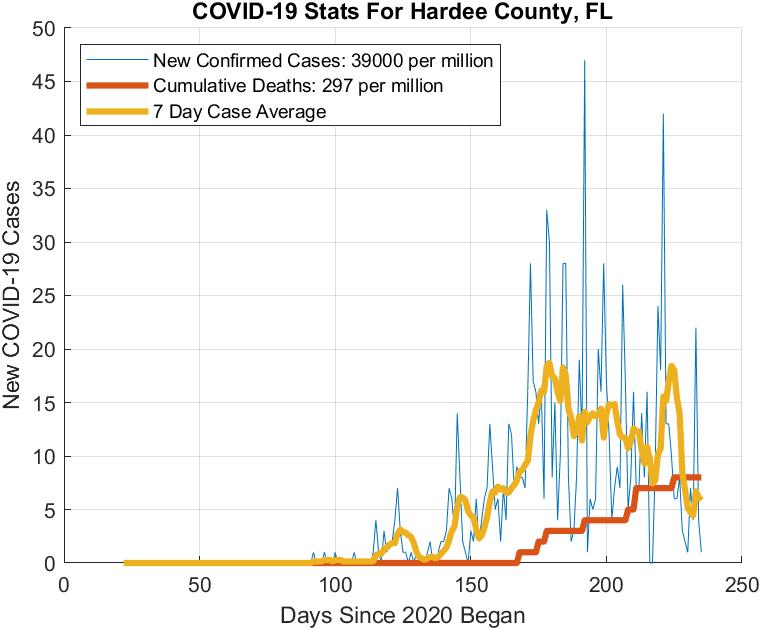 COVID-19 Stats For Hardee County, FL
New Confirmed Cases: 39000 per million
Cumulative Deaths: 297 per million
7 Day Case Average
50
45
40
35
30
25
20
15
10
5
0
New COVID-19 Cases
0 50 100 150 200 250
Days Since 2020 Began